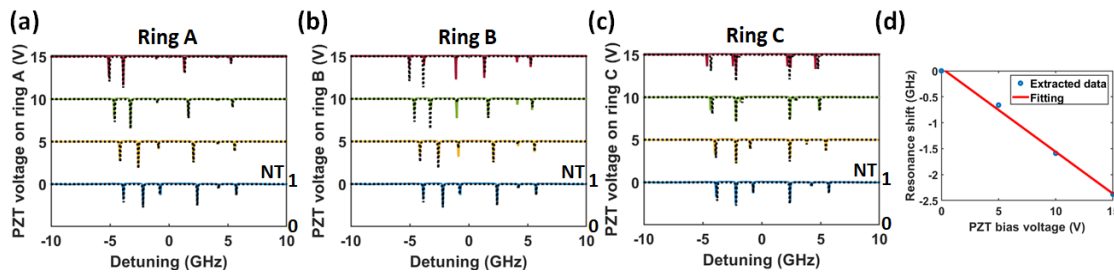 (a)
Ring A
PZT voltage on ring A (V)
15
10
5
0
NT
1
0
-10
-5
0
5
10
Detuning (GHz)
(b)
Ring B
PZT voltage on ring B (V)
15
10
5
0
NT
1
0
-10
-5
0
5
10
Detuning (GHz)
(c)
Ring C
PZT voltage on ring C (V)
15
10
5
0
NT
1
0
-10
-5
0
5
10
Detuning (GHz)
(d)
Resonance shift (GHz)
0
-0.5
-1
-1.5
-2
-2.5
Extracted data
Fitting
0
5
10
15
PZT bias voltage (V)